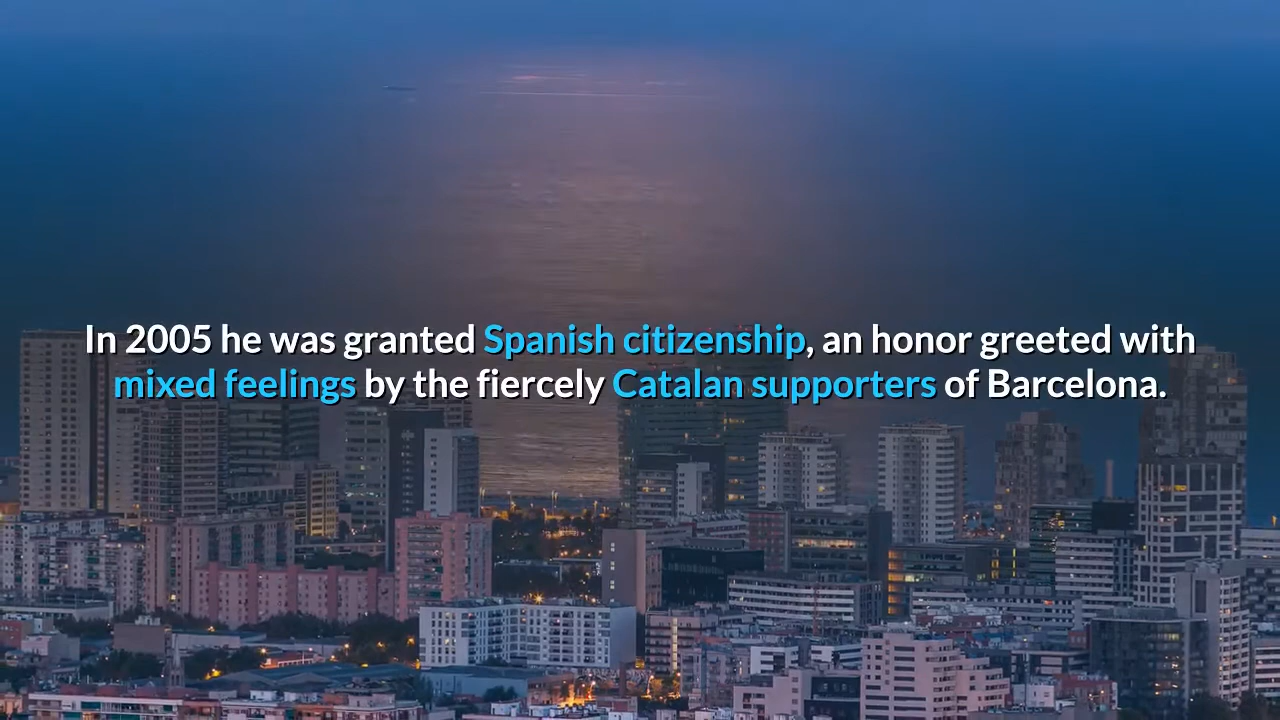 In 2005 he was granted Spanish citizenship, an honor greeted with
mixed feelings by the fiercely Catalan supporters of Barcelona.